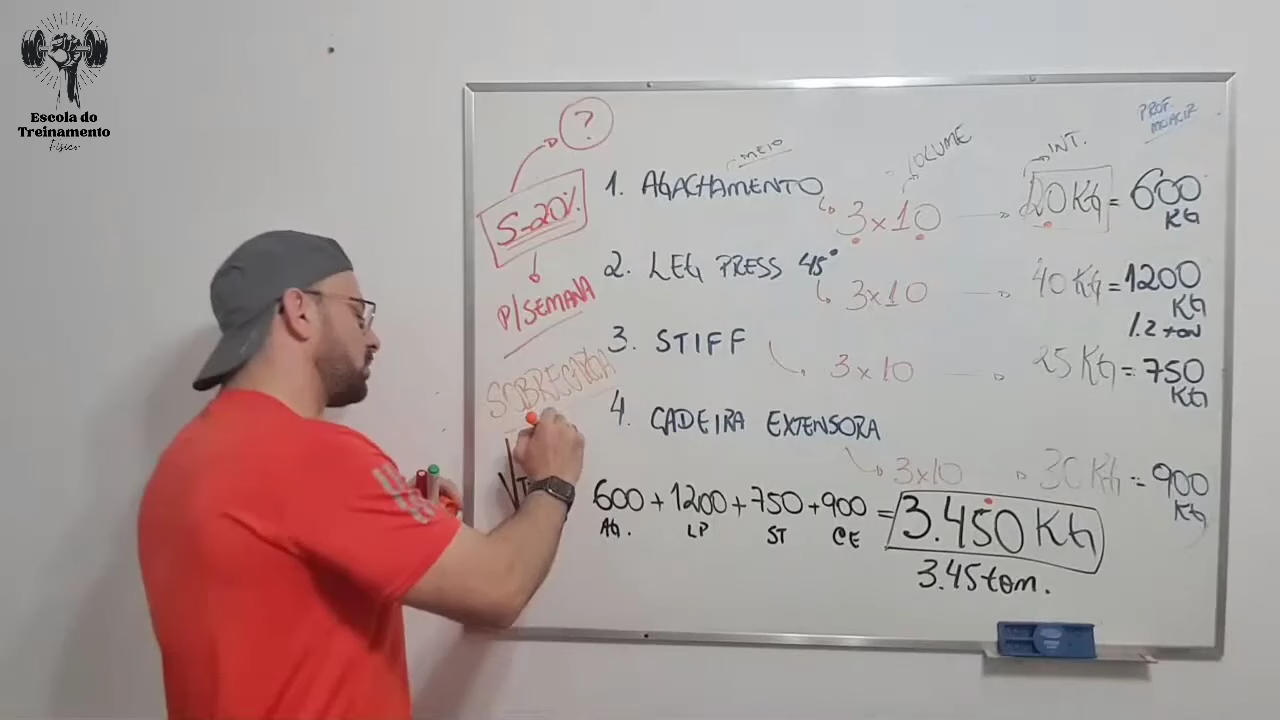 Escola do
Treinamento
Físico
PROF.
MOACIR
?
5-20%
P/SEMANA
SOBRECARGA
MEIO
VOLUME
INT.
1. AGACHAMENTO
3x10
20 KG = 600
KG
2. LEG PRESS 45°
3x10
40 KG = 1200
KG
1.2 ton
3. STIFF
3x10
25 KG = 750
KG
4. CADEIRA EXTENSORA
3x10
30 KG = 900
KG
600 + 1200 + 750 + 900 = 3.450 KG
AG. LP ST CE
3.45 ton.